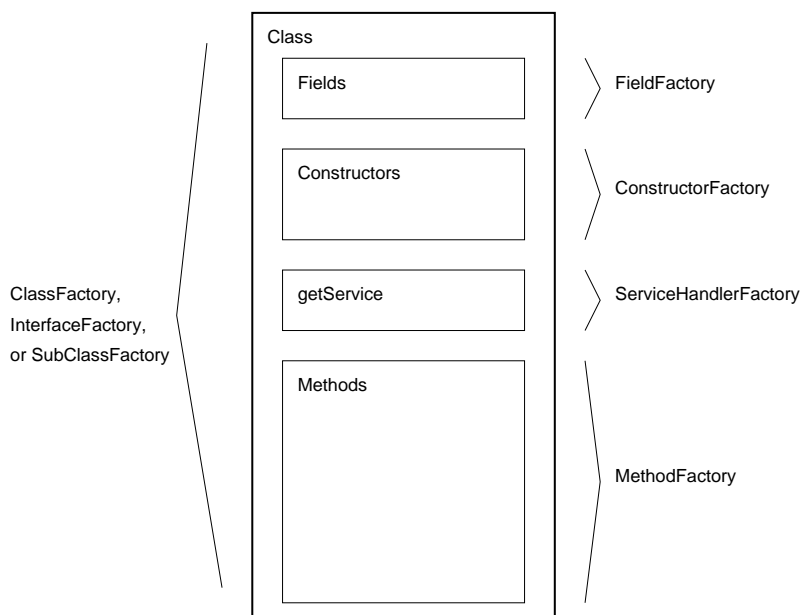 Class
Fields
FieldFactory
Constructors
ConstructorFactory
ClassFactory,
InterfaceFactory,
or SubClassFactory
getService
ServiceHandlerFactory
Methods
MethodFactory